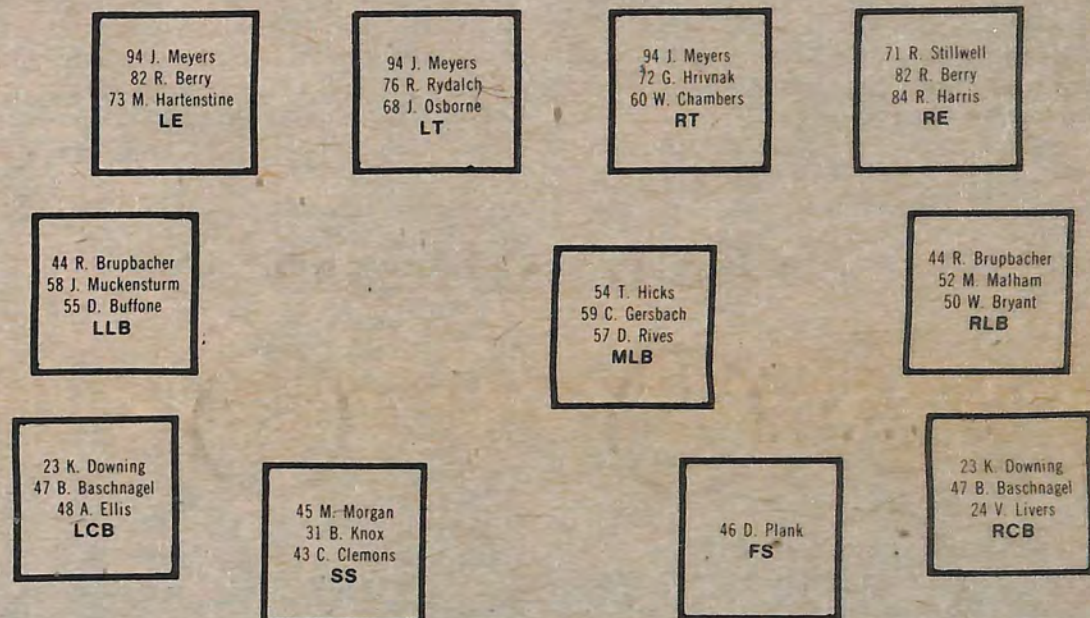 94 J. Meyers
82 R. Berry
73 M. Hartenstine
LE
94 J. Meyers
76 R. Rydalch
68 J. Osborne
LT
94 J. Meyers
72 G. Hrivnak
60 W. Chambers
RT
71 R. Stillwell
82 R. Berry
84 R. Harris
RE
44 R. Brupbacher
58 J. Muckensturm
55 D. Buffone
LLB
54 T. Hicks
59 C. Gersbach
57 D. Rives
MLB
44 R. Brupbacher
52 M. Malham
50 W. Bryant
RLB
23 K. Downing
47 B. Baschnagel
48 A. Ellis
LCB
45 M. Morgan
31 B. Knox
43 C. Clemons
SS
46 D. Plank
FS
23 K. Downing
47 B. Baschnagel
24 V. Livers
RCB